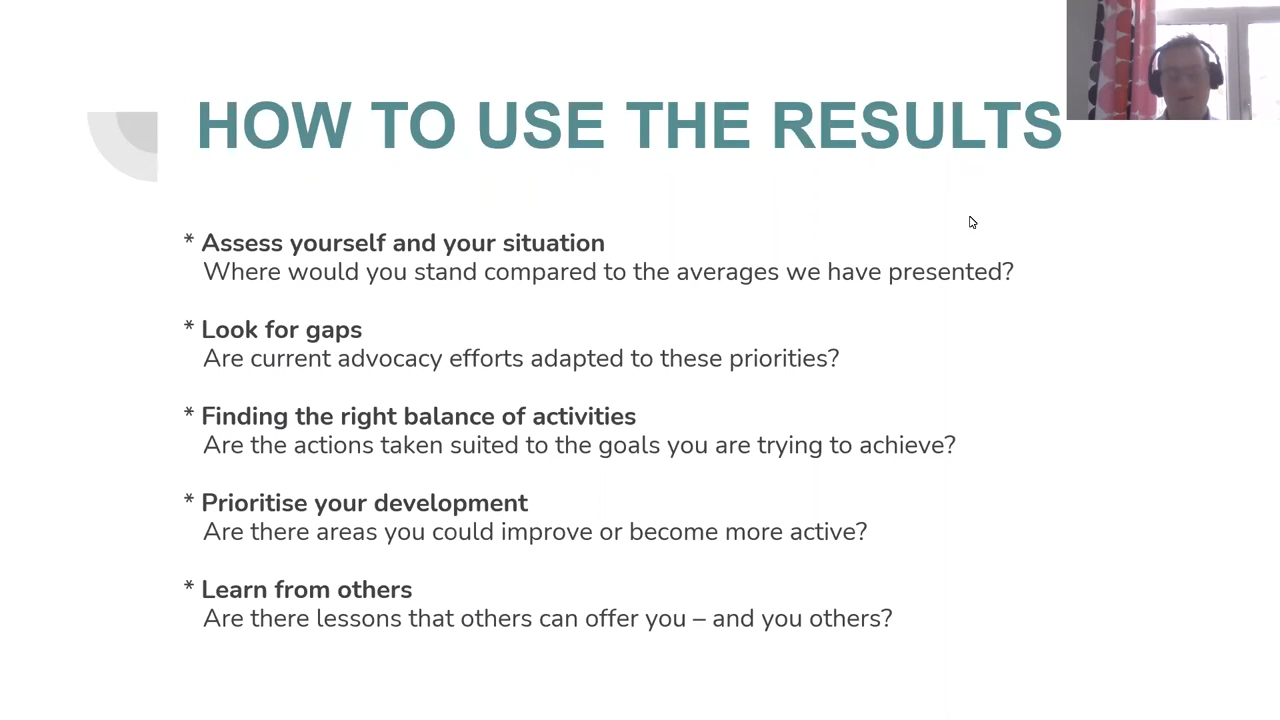 HOW TO USE THE RESULTS
* Assess yourself and your situation
Where would you stand compared to the averages we have presented?
* Look for gaps
Are current advocacy efforts adapted to these priorities?
* Finding the right balance of activities
Are the actions taken suited to the goals you are trying to achieve?
* Prioritise your development
Are there areas you could improve or become more active?
* Learn from others
Are there lessons that others can offer you – and you others?